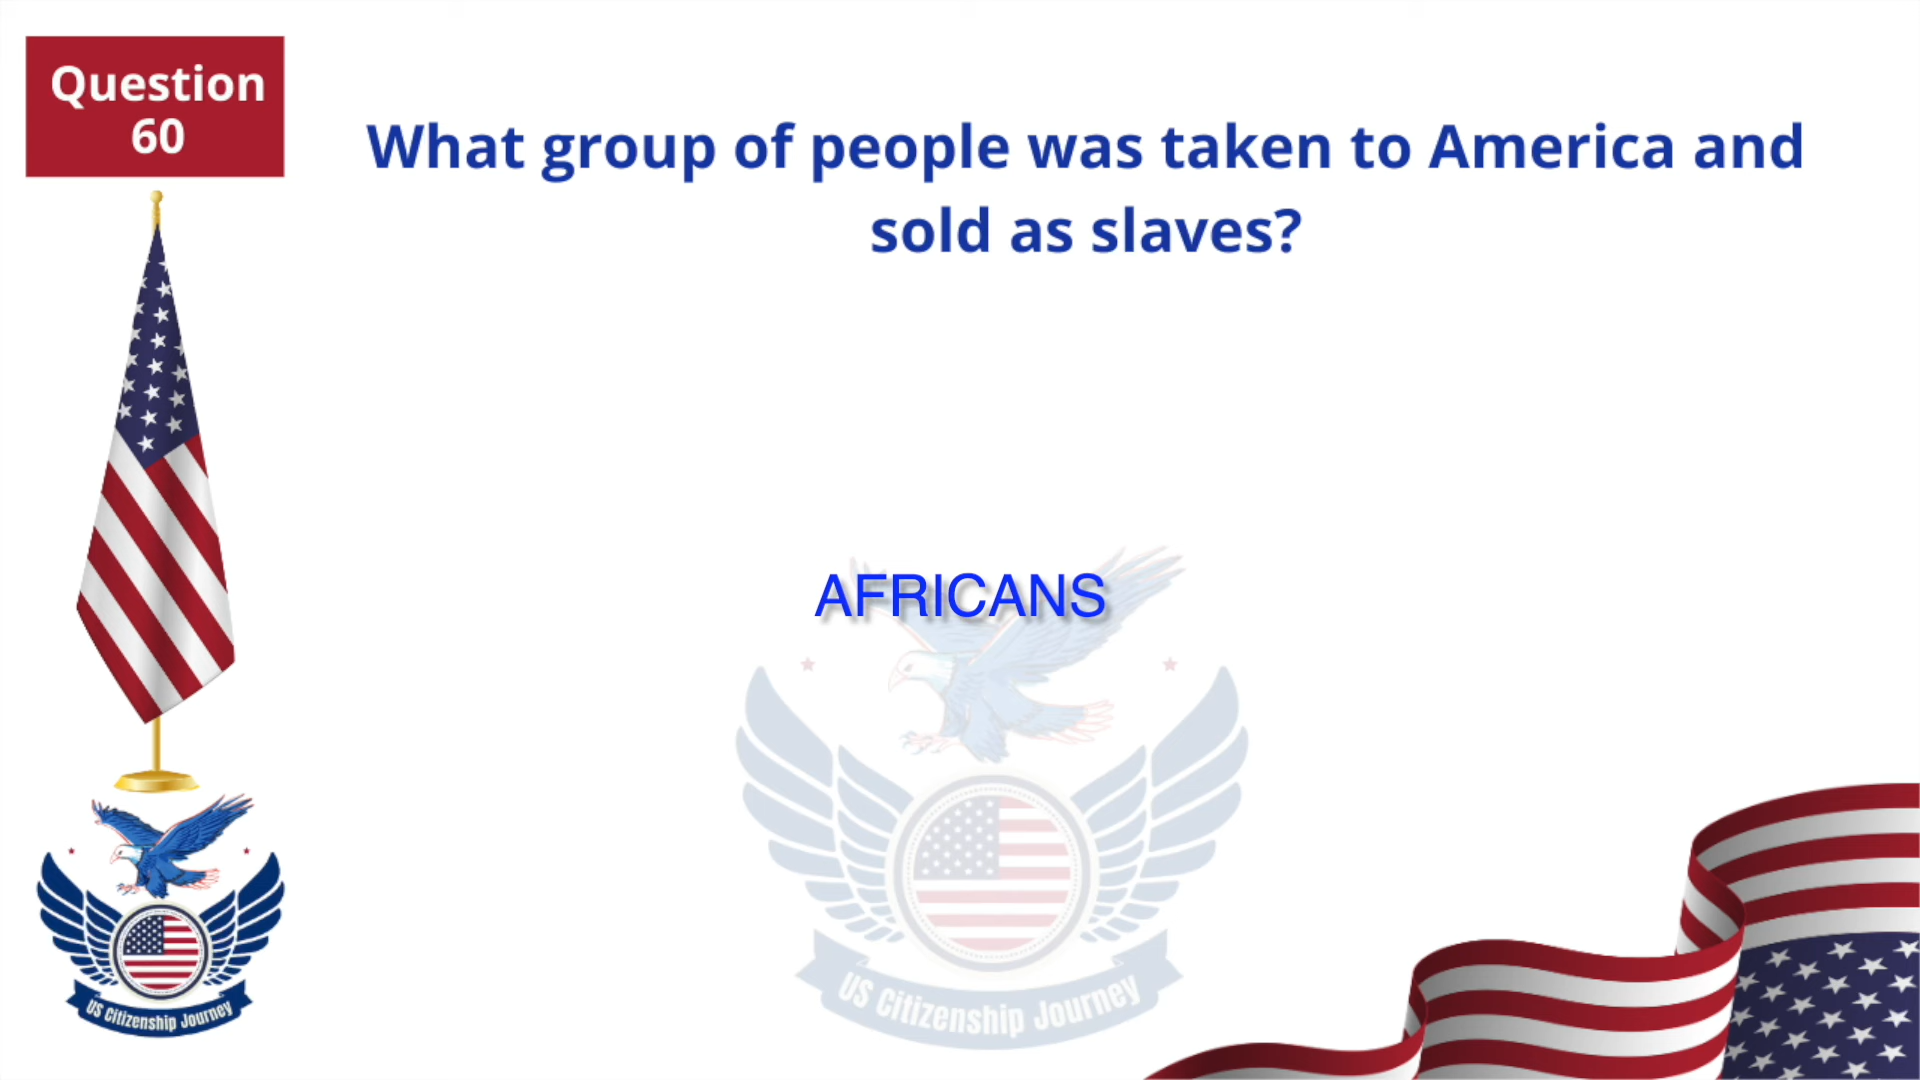 Question
60
What group of people was taken to America and
sold as slaves?
AFRICANS
US Citizenship Journey
US Citizenship Journey